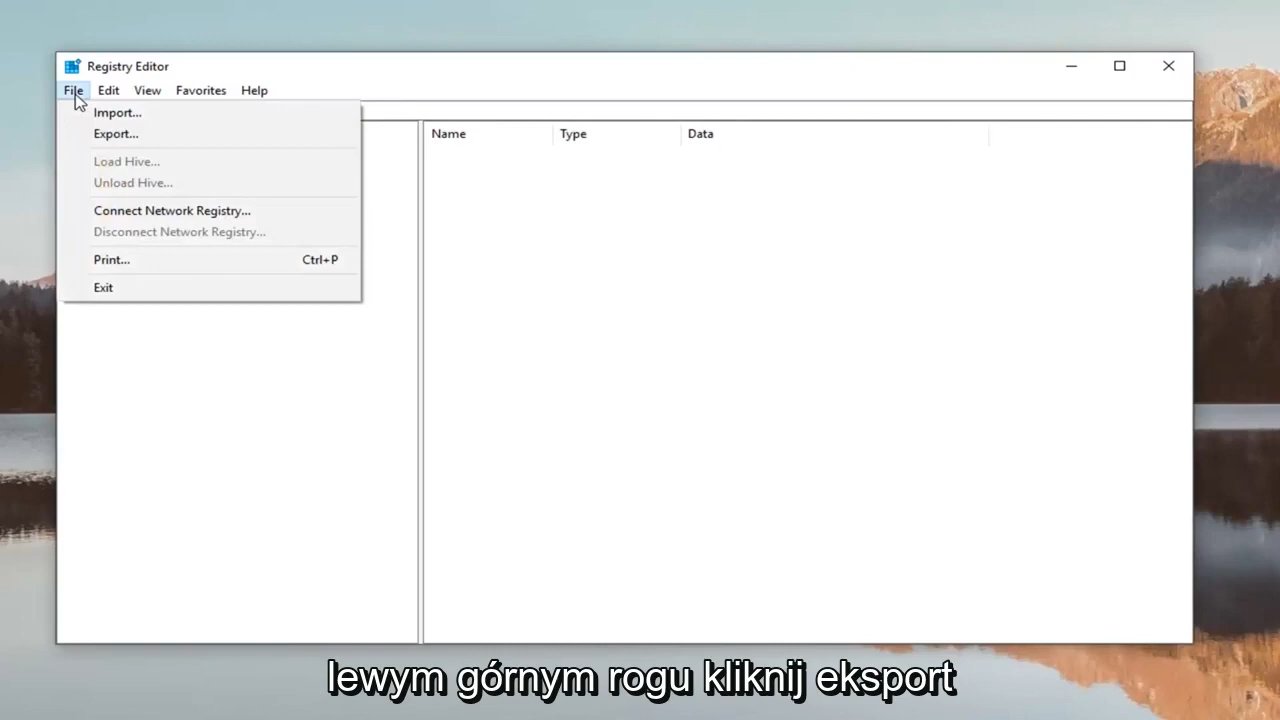 Registry Editor
File Edit View Favorites Help
Import...
Export...
Load Hive...
Unload Hive...
Connect Network Registry...
Disconnect Network Registry...
Print... Ctrl+P
Exit
Name Type Data
lewym górnym rogu kliknij eksport